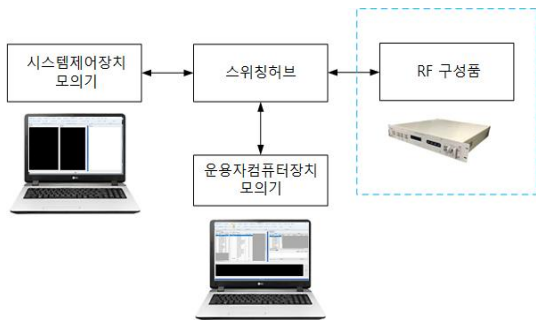 시스템제어장치
모의기
스위칭허브
RF 구성품
운용자컴퓨터장치
모의기